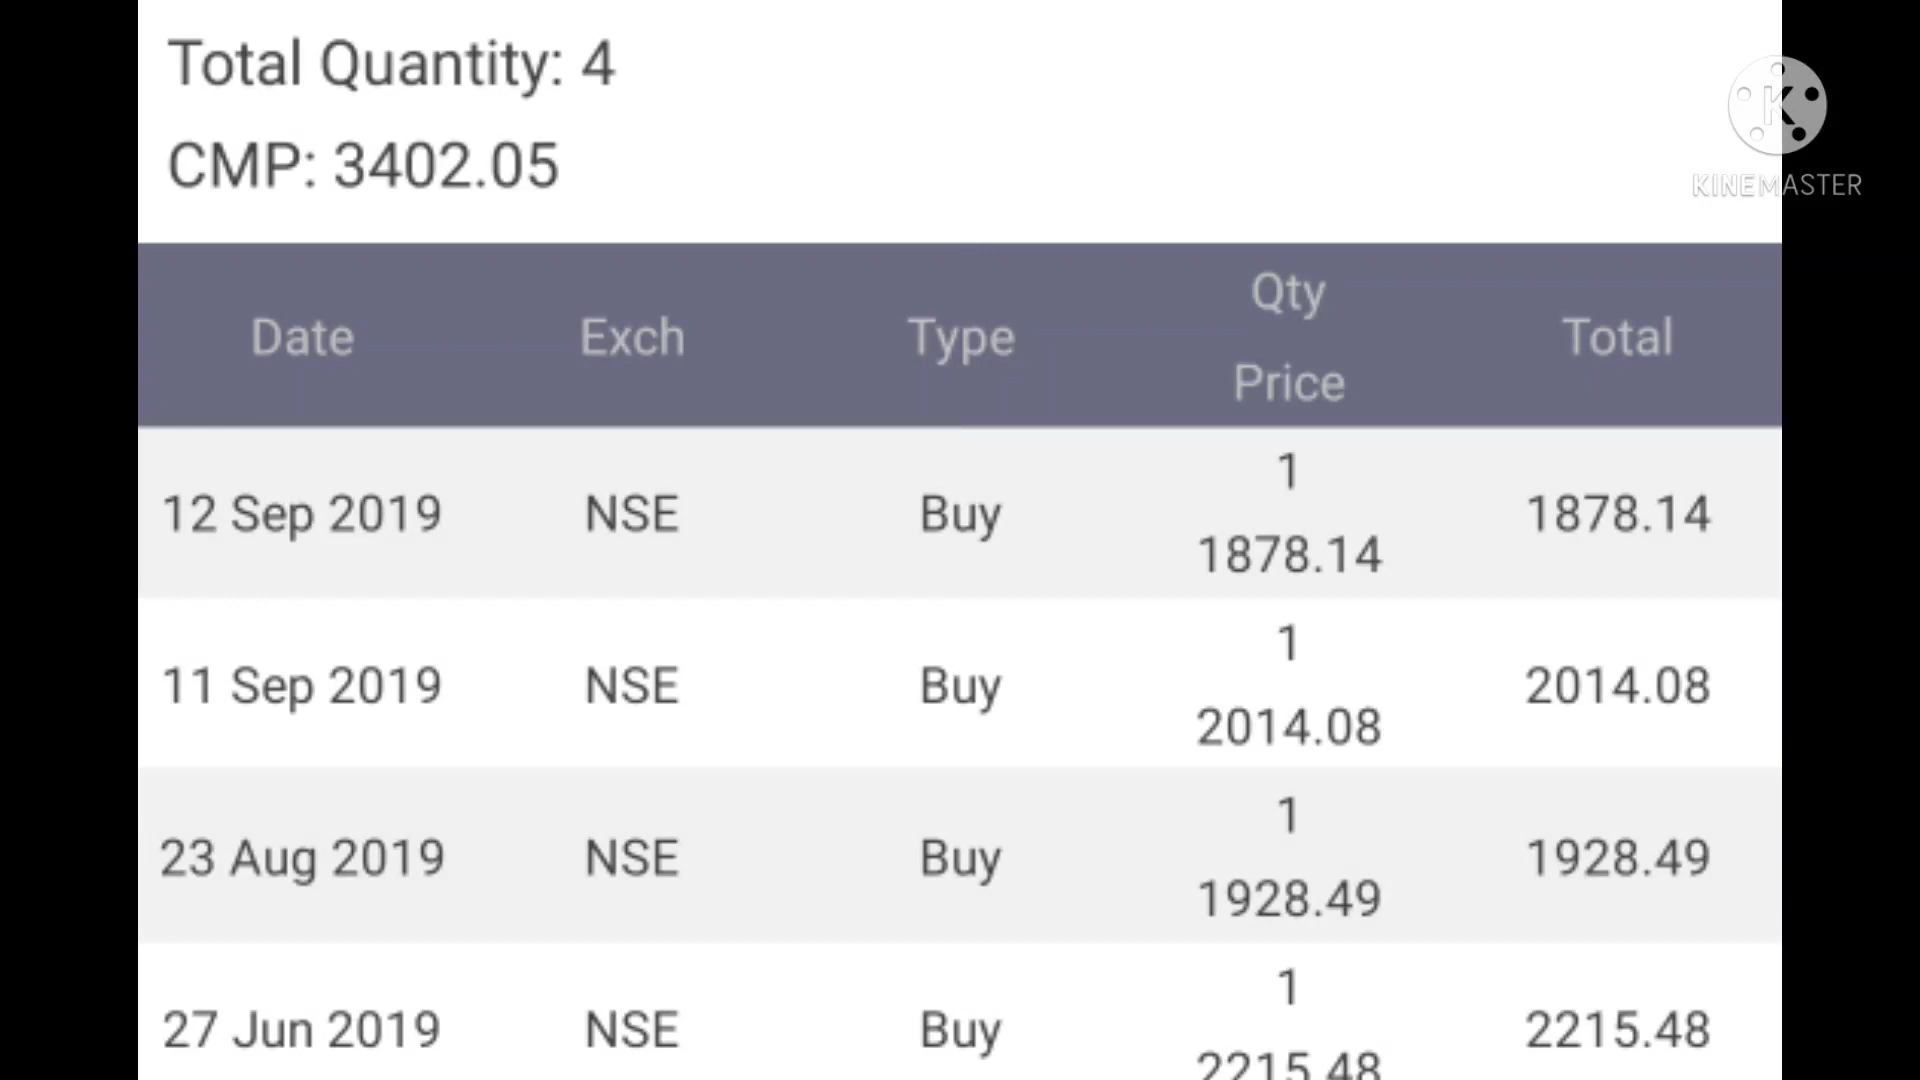 Total Quantity: 4
CMP: 3402.05
K
KINEMASTER
Date Exch Type Qty Price Total
12 Sep 2019 NSE Buy 1 1878.14 1878.14
11 Sep 2019 NSE Buy 1 2014.08 2014.08
23 Aug 2019 NSE Buy 1 1928.49 1928.49
27 Jun 2019 NSE Buy 1 2215.48 2215.48